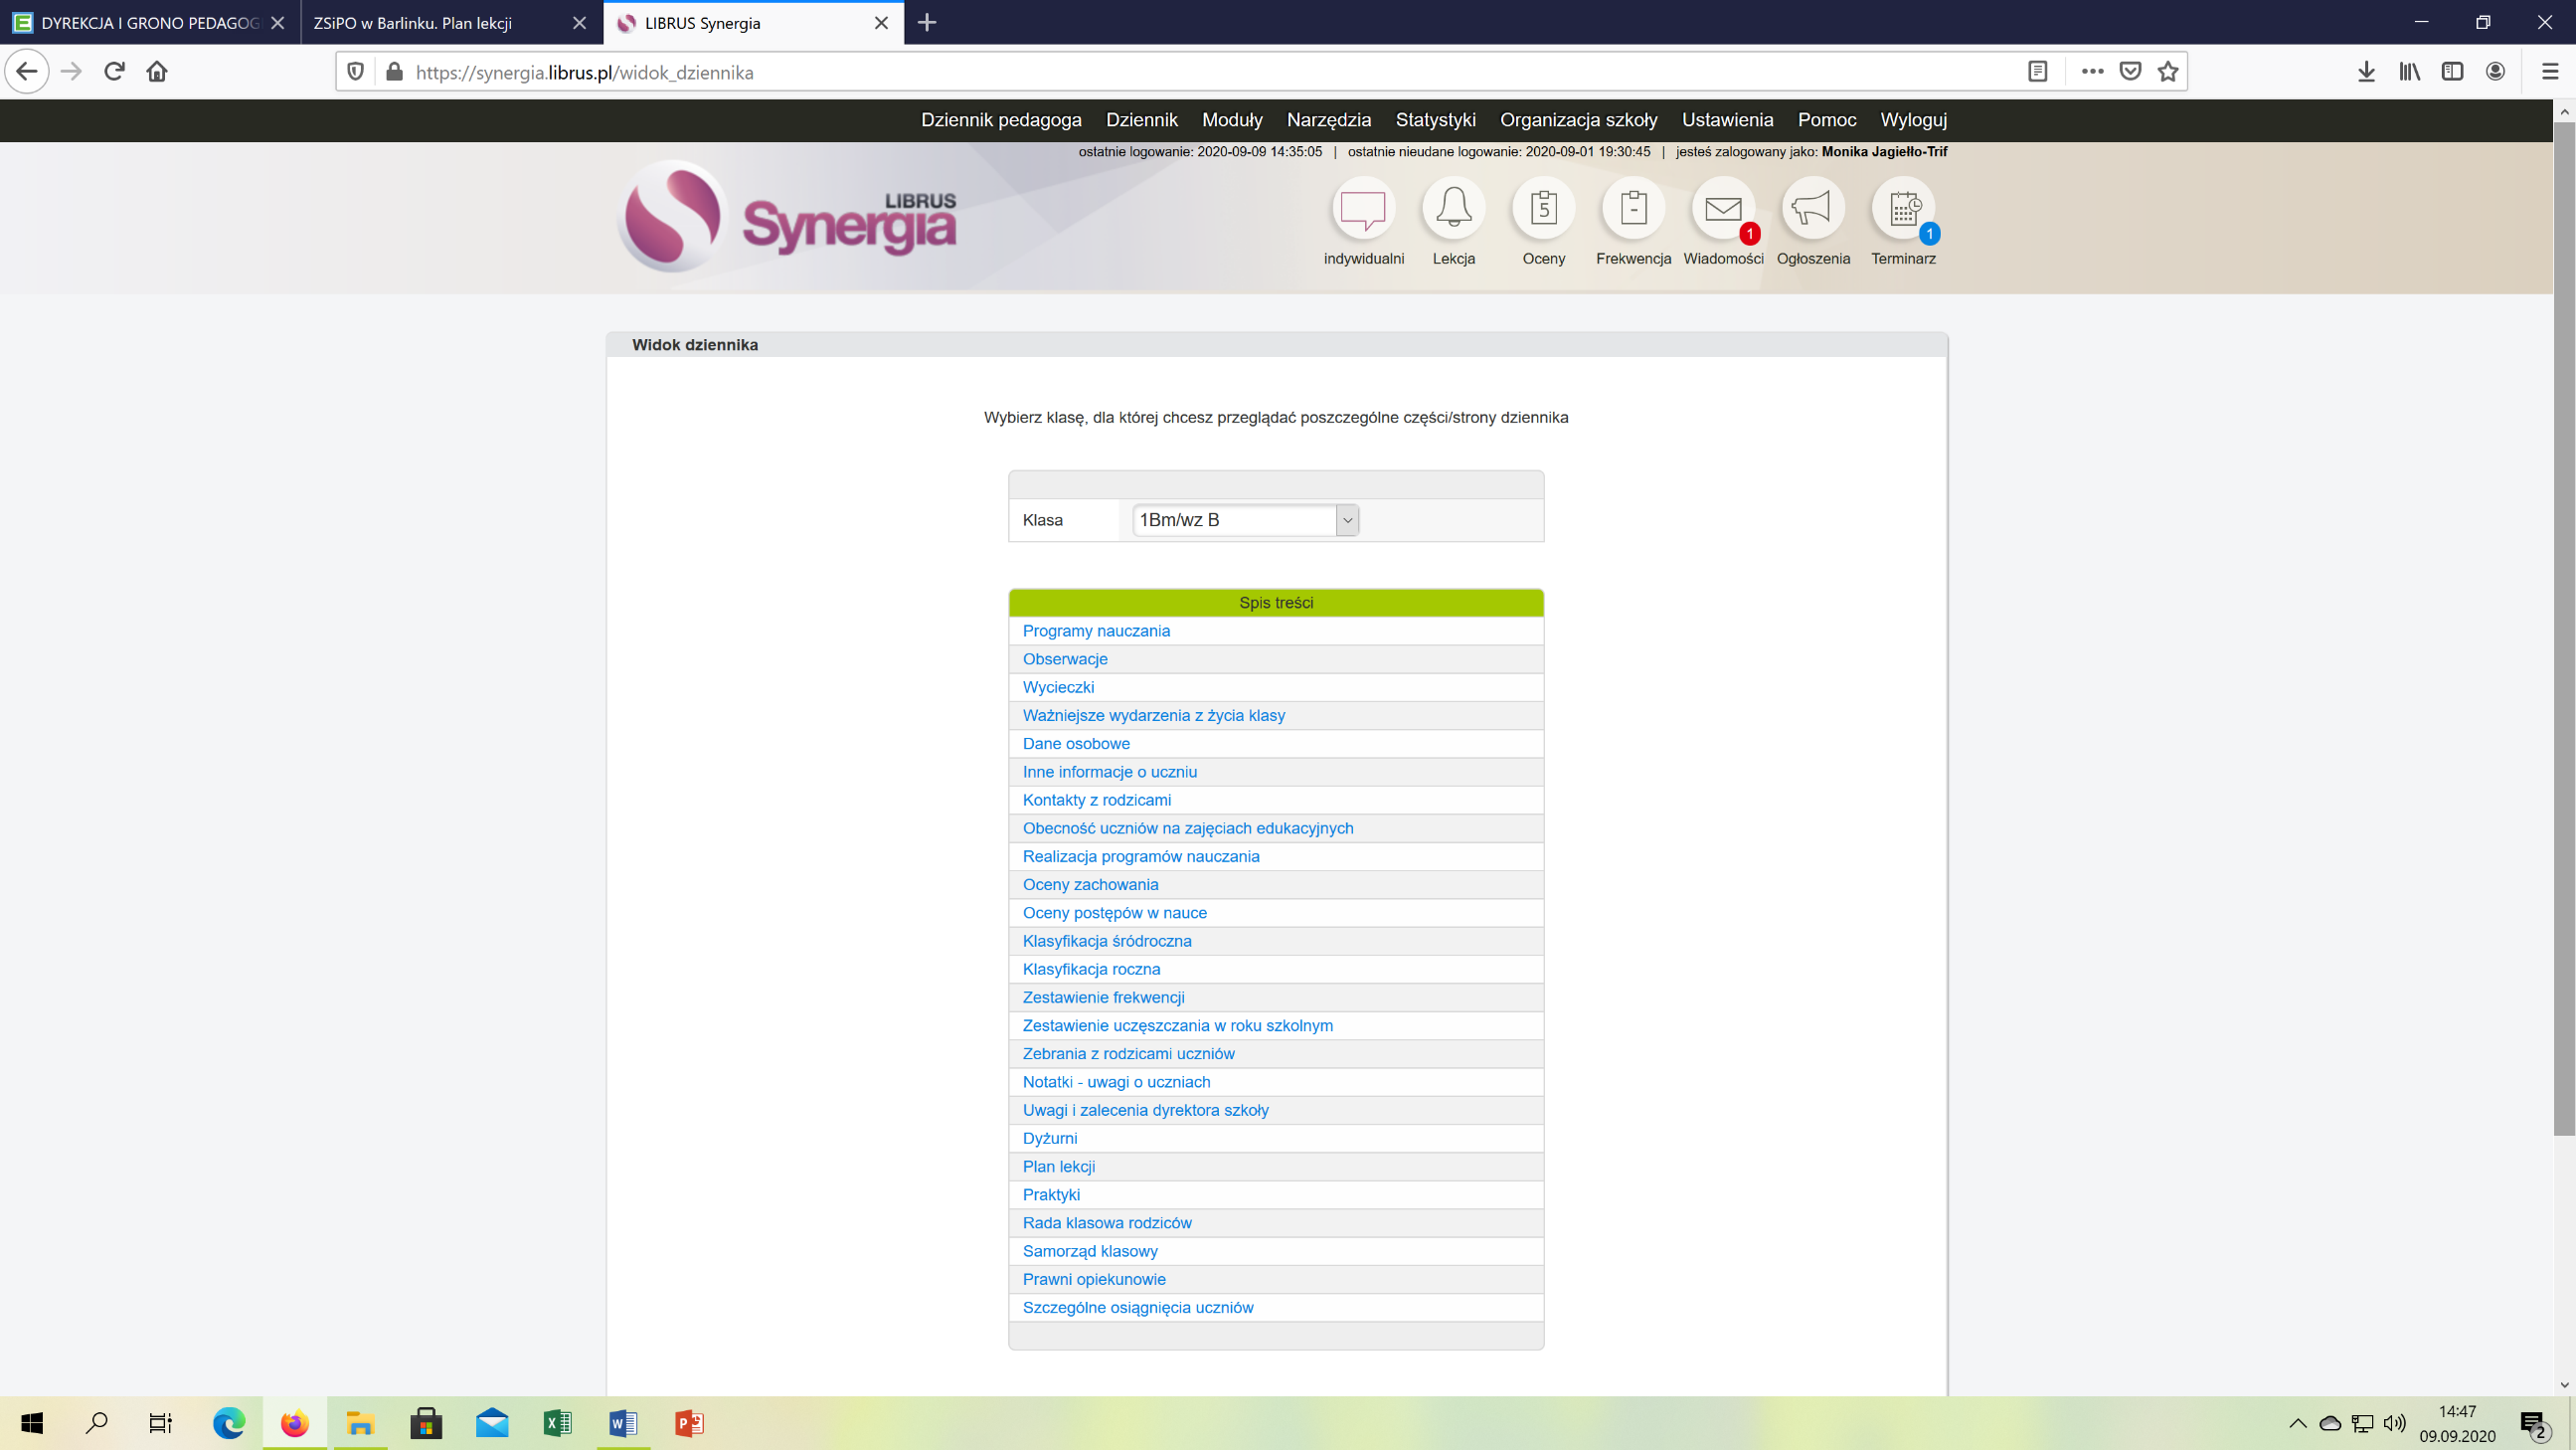 DYREKCJA I GRONO PEDAGOG
ZSiPO w Barlinku. Plan lekcji
LIBRUS Synergia
https://synergia.librus.pl/widok_dziennika
Dziennik pedagoga Dziennik Moduły Narzędzia Statystyki Organizacja szkoły Ustawienia Pomoc Wyloguj
ostatnie logowanie: 2020-09-09 14:35:05 | ostatnie nieudane logowanie: 2020-09-01 19:30:45 | jesteś zalogowany jako: Monika Jagiełło-Trif
LIBRUS
Synergia
5
-
1
1
indywidualni Lekcja Oceny Frekwencja Wiadomości Ogłoszenia Terminarz
Widok dziennika
Wybierz klasę, dla której chcesz przeglądać poszczególne części/strony dziennika
Klasa 1Bm/wz B
Spis treści
Programy nauczania
Obserwacje
Wycieczki
Ważniejsze wydarzenia z życia klasy
Dane osobowe
Inne informacje o uczniu
Kontakty z rodzicami
Obecność uczniów na zajęciach edukacyjnych
Realizacja programów nauczania
Oceny zachowania
Oceny postępów w nauce
Klasyfikacja śródroczna
Klasyfikacja roczna
Zestawienie frekwencji
Zestawienie uczęszczania w roku szkolnym
Zebrania z rodzicami uczniów
Notatki - uwagi o uczniach
Uwagi i zalecenia dyrektora szkoły
Dyżurni
Plan lekcji
Praktyki
Rada klasowa rodziców
Samorząd klasowy
Prawni opiekunowie
Szczególne osiągnięcia uczniów
14:47
09.09.2020
2